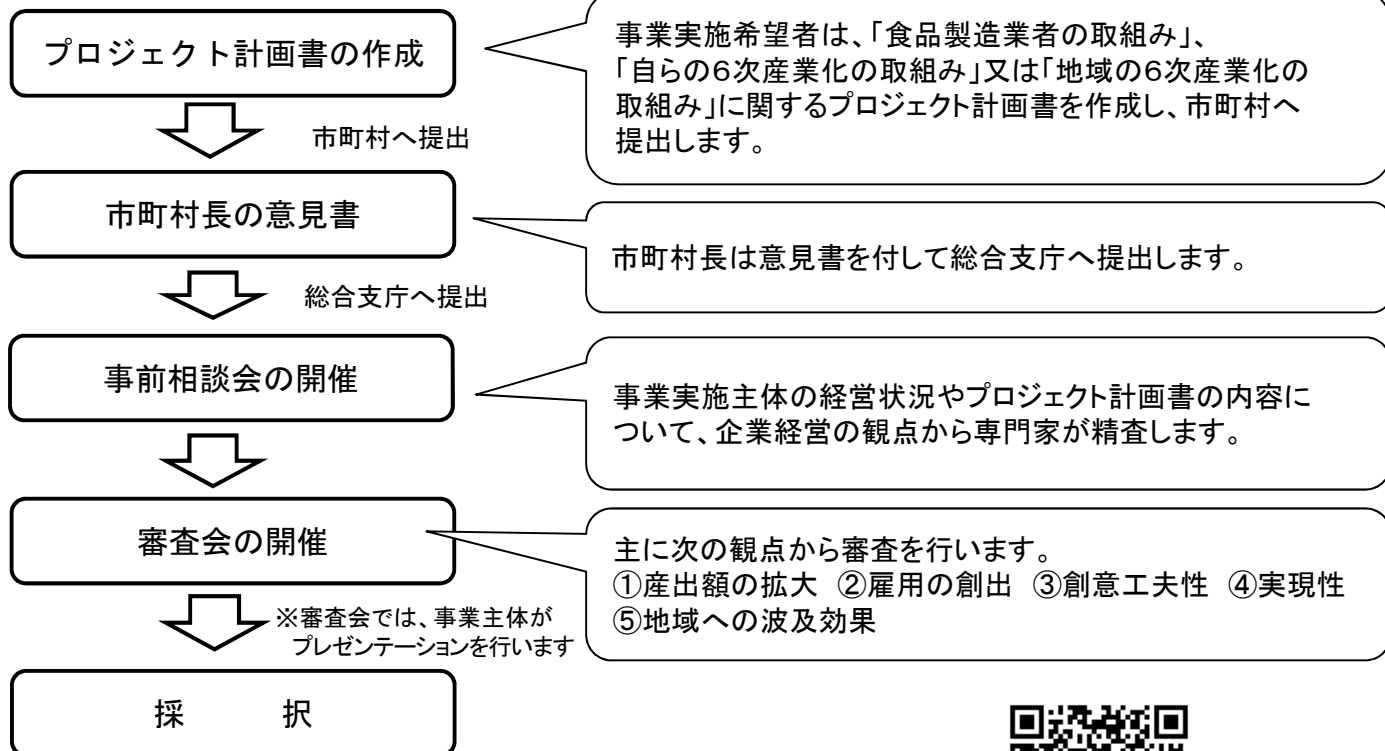 プロジェクト計画書の作成
事業実施希望者は、「食品製造業者の取組み」、
「自らの6次産業化の取組み」又は「地域の6次産業化の
取組み」に関するプロジェクト計画書を作成し、市町村へ
提出します。
市町村へ提出
市町村長の意見書
市町村長は意見書を付して総合支庁へ提出します。
総合支庁へ提出
事前相談会の開催
事業実施主体の経営状況やプロジェクト計画書の内容に
ついて、企業経営の観点から専門家が精査します。
審査会の開催
主に次の観点から審査を行います。
①産出額の拡大 ②雇用の創出 ③創意工夫性 ④実現性
⑤地域への波及効果
※審査会では、事業主体が
プレゼンテーションを行います
採 択